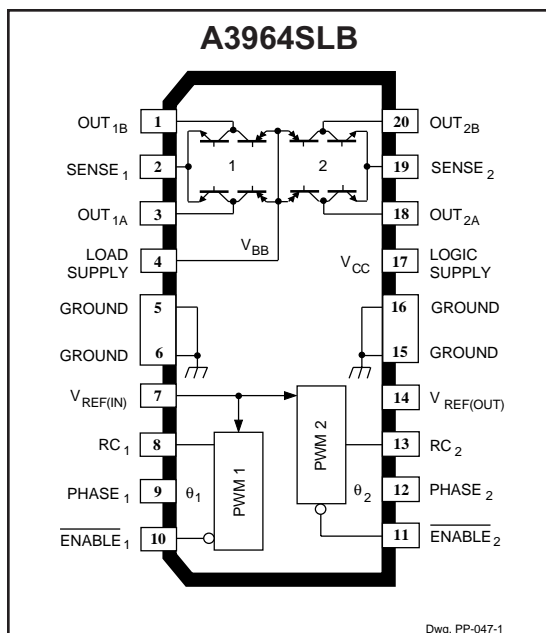 A3964SLB
OUT1B 1 20 OUT2B
SENSE1 2 1 2 19 SENSE2
OUT1A 3 18 OUT2A
LOAD SUPPLY 4 VBB VCC 17 LOGIC SUPPLY
GROUND 5 16 GROUND
GROUND 6 15 GROUND
VREF(IN) 7 14 VREF(OUT)
RC1 8 PWM 1 PWM 2 13 RC2
PHASE1 9 θ1 θ2 12 PHASE2
ENABLE1 10 11 ENABLE2
Dwg. PP-047-1